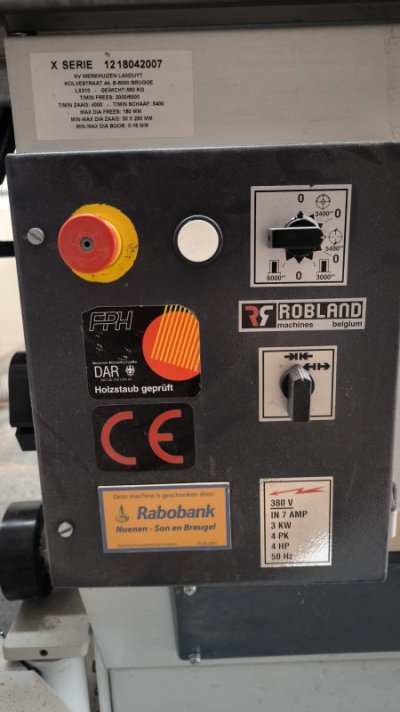 X SERIE 1218042007
NV WERKHUIZEN LANDUYT
KOLVESTRAAT 44, B-8000 BRUGGE
LX310 - GEWICHT:560 KG
T/MIN FREES: 3000/6000
T/MIN ZAAG: 4000 - T/MIN SCHAAF: 5400
MAX DIA FREES: 180 MM
MIN-MAX DIA ZAAG: 30 X 250 MM
MIN-MAX DIA BOOR: 0-16 MM
0
3400
0
0
5400
6000
0
3000
ROBLAND
machines belgium
FPH
DAR
Holzstaub geprüft
CE
Deze machine is geschonken door:
Rabobank
Nuenen - Son en Breugel
380 V
IN 7 AMP
3 KW
4 PK
4 HP
50 Hz